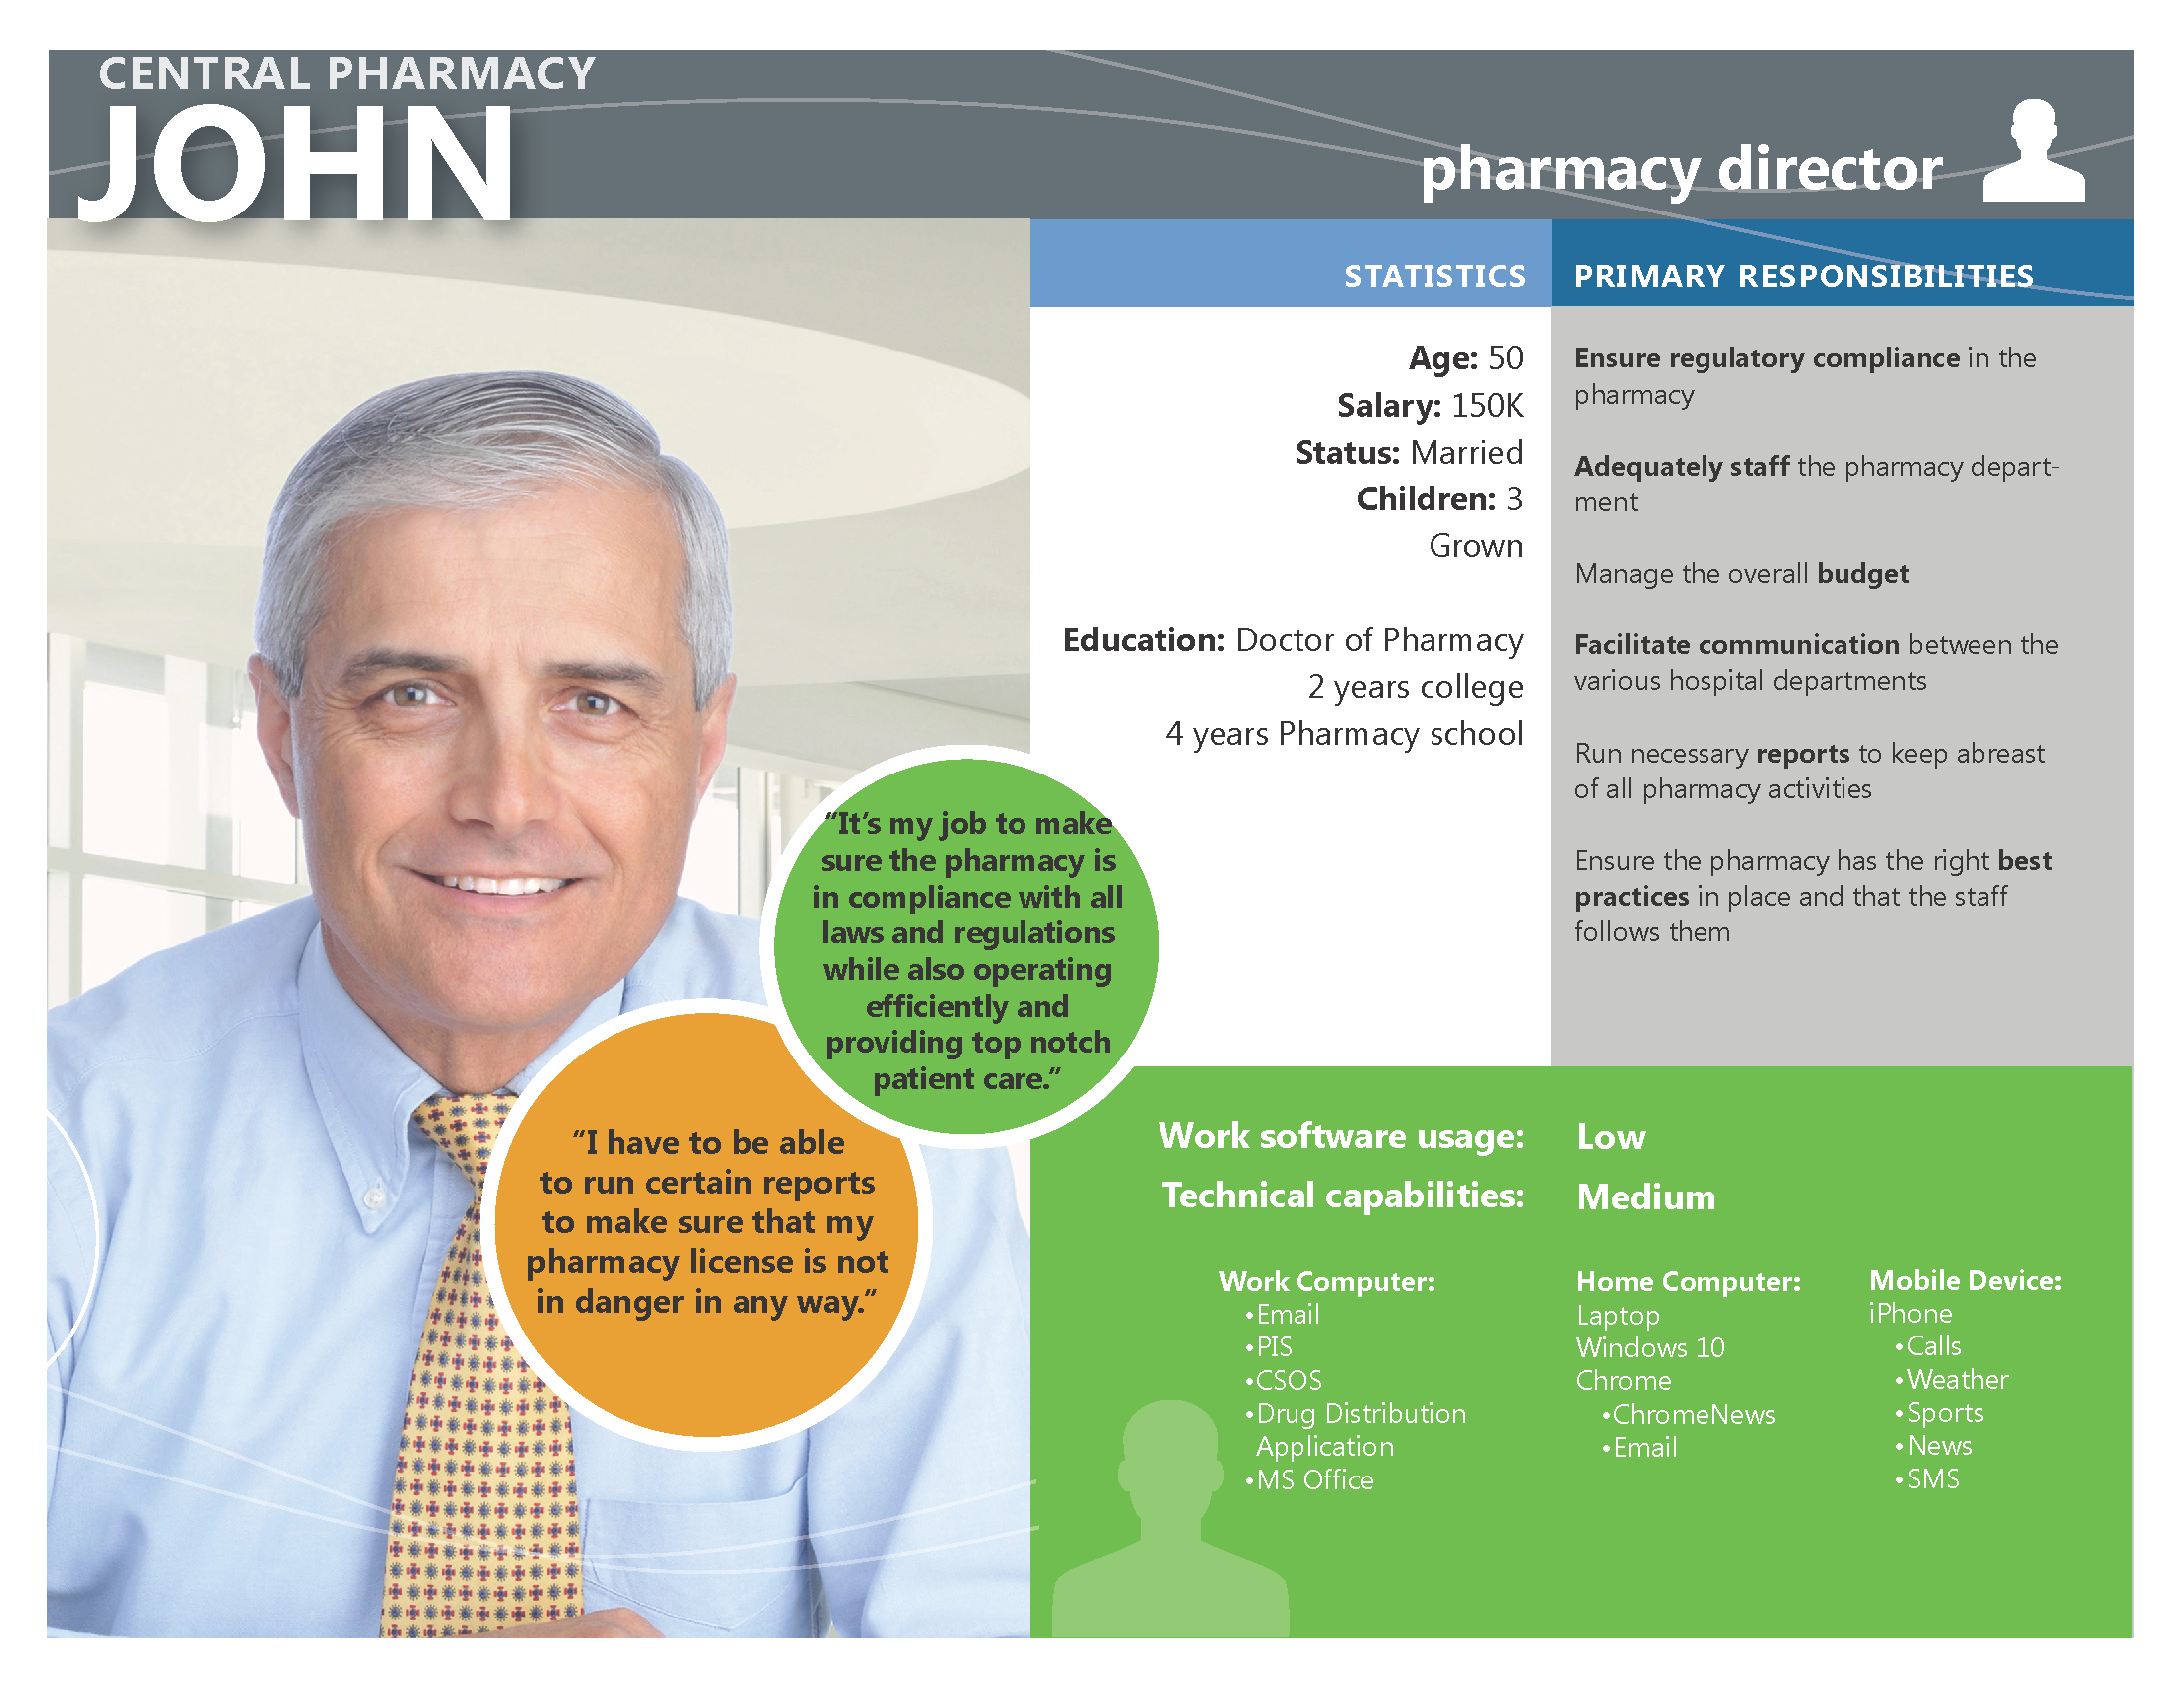 CENTRAL PHARMACY
JOHN
pharmacy director
STATISTICS
Age: 50
Salary: 150K
Status: Married
Children: 3
Grown
Education: Doctor of Pharmacy
2 years college
4 years Pharmacy school
PRIMARY RESPONSIBILITIES
Ensure regulatory compliance in the
pharmacy
Adequately staff the pharmacy depart-
ment
Manage the overall budget
Facilitate communication between the
various hospital departments
Run necessary reports to keep abreast
of all pharmacy activities
Ensure the pharmacy has the right best
practices in place and that the staff
follows them
“It’s my job to make
sure the pharmacy is
in compliance with all
laws and regulations
while also operating
efficiently and
providing top notch
patient care.”
“I have to be able
to run certain reports
to make sure that my
pharmacy license is not
in danger in any way.”
Work software usage: Low
Technical capabilities: Medium
Work Computer:
•Email
•PIS
•CSOS
•Drug Distribution
Application
•MS Office
Home Computer:
Laptop
Windows 10
Chrome
•ChromeNews
•Email
Mobile Device:
iPhone
•Calls
•Weather
•Sports
•News
•SMS